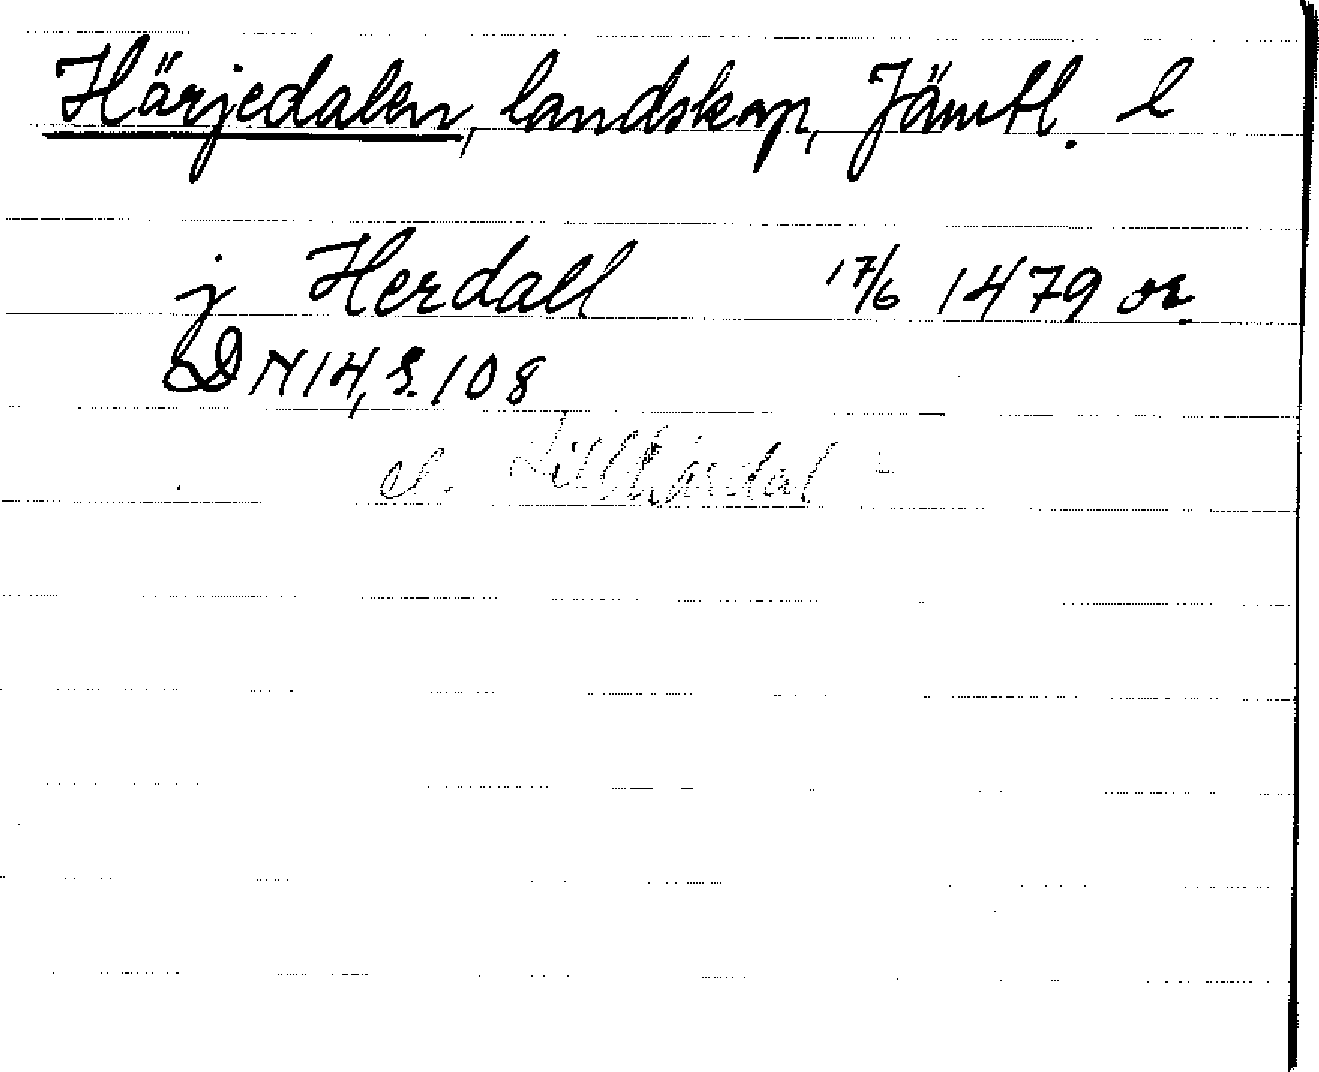 Härjedalen, landskap, Jämtl. l
j Herdall 17/6 1479 or.
DN 14, s. 108
el. Lillhärdal -